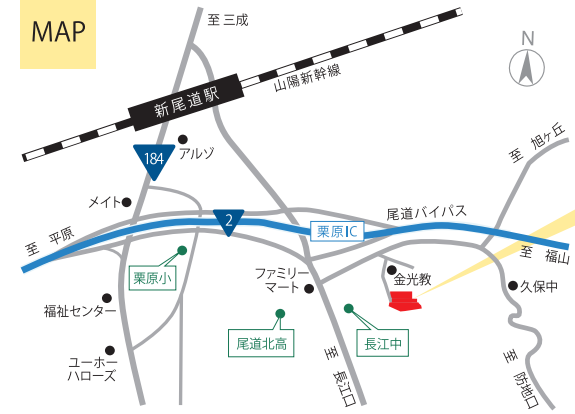 MAP
至 三成
N
山陽新幹線
新尾道駅
至 旭ヶ丘
アルゾ
184
メイト
尾道バイパス
2
栗原IC
至 平原
至 福山
栗原小
ファミリー
マート
金光教
久保中
福祉センター
尾道北高
長江中
ユーホー
ハローズ
至 長江口
至 防地口